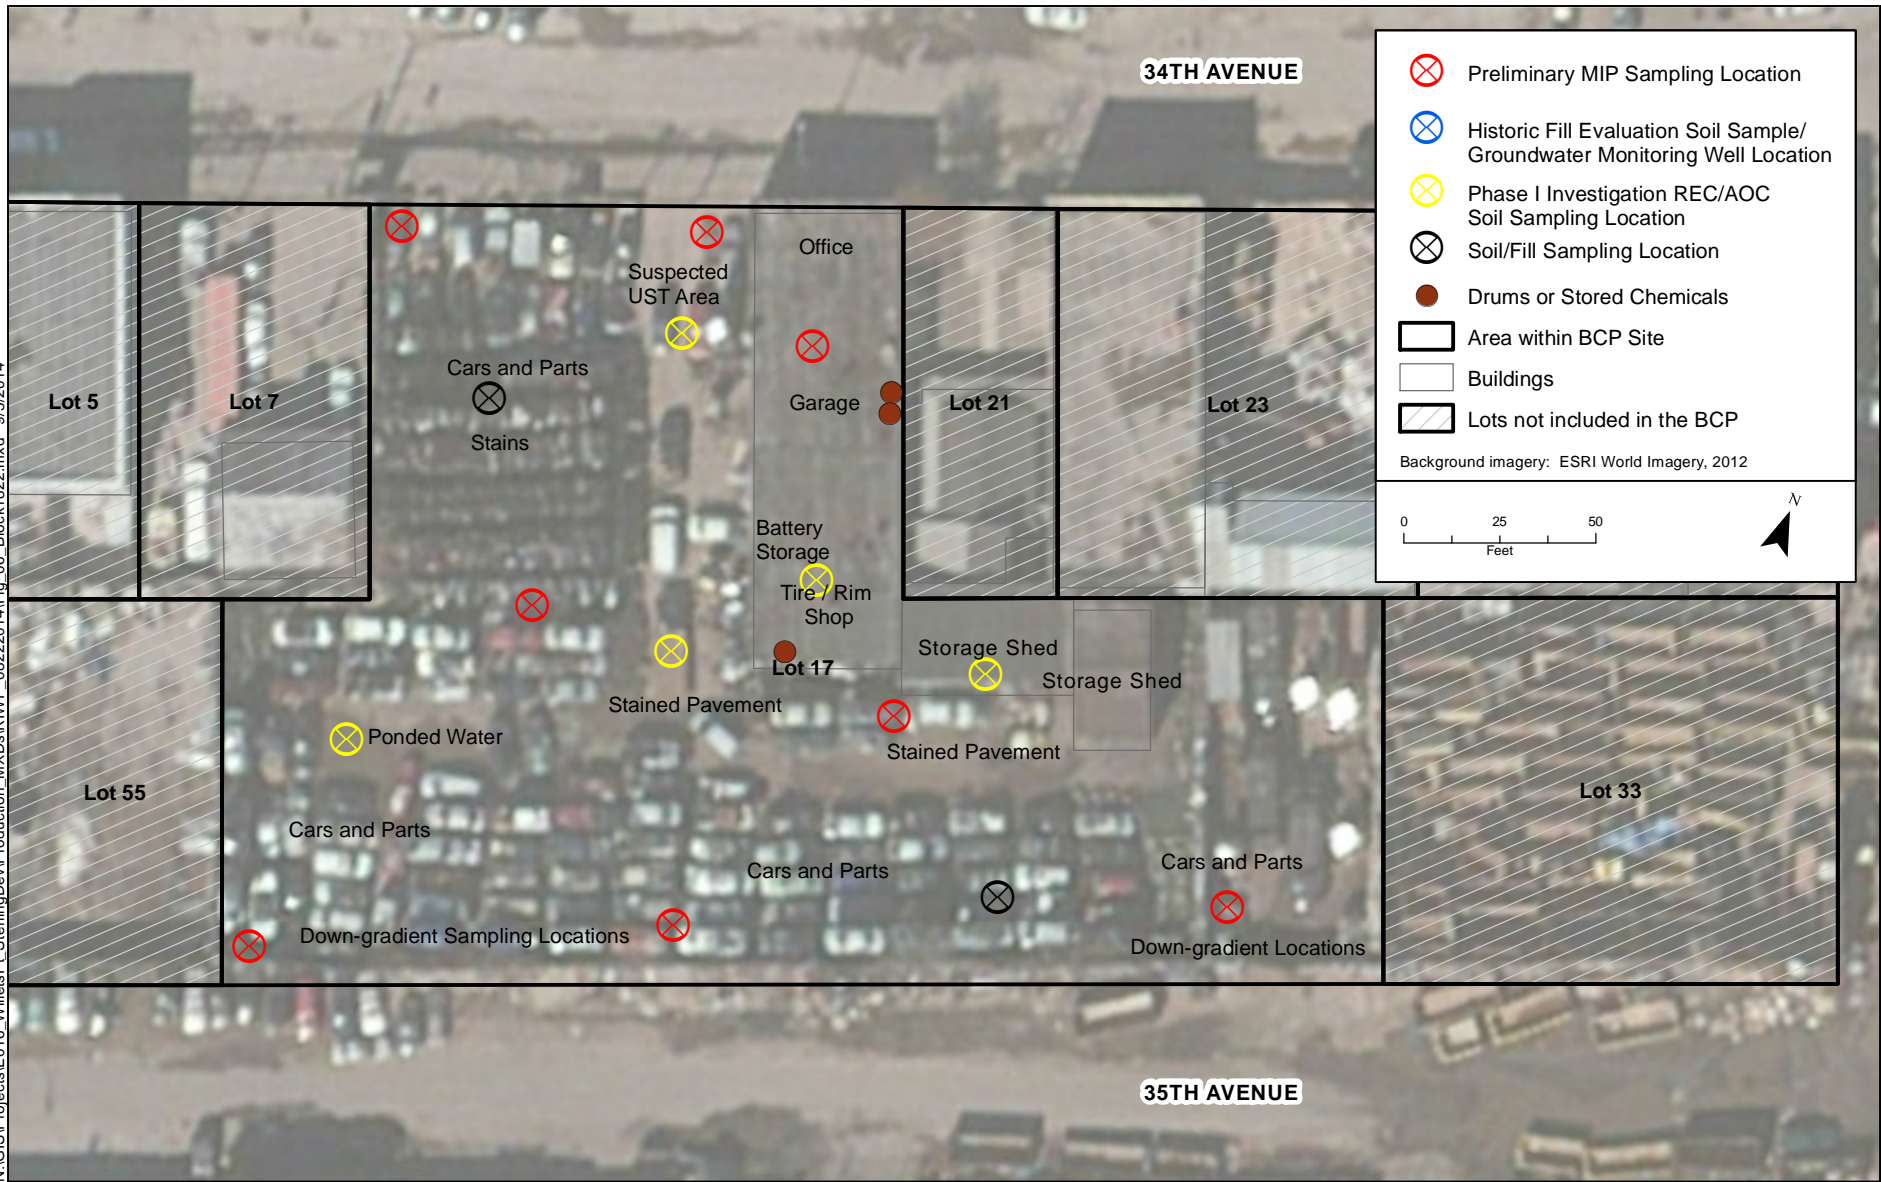 34TH AVENUE
Preliminary MIP Sampling Location
Historic Fill Evaluation Soil Sample/
Groundwater Monitoring Well Location
Phase I Investigation REC/AOC
Soil Sampling Location
Soil/Fill Sampling Location
Drums or Stored Chemicals
Area within BCP Site
Buildings
Lots not included in the BCP
Background imagery: ESRI World Imagery, 2012
N
0 25 50
Feet
Office
Suspected
UST Area
Cars and Parts
Stains
Garage
Lot 5
Lot 7
Lot 21
Lot 23
Battery
Storage
Tire / Rim
Shop
Lot 17
Storage Shed
Storage Shed
Stained Pavement
Ponded Water
Stained Pavement
Lot 55
Lot 33
Cars and Parts
Cars and Parts
Cars and Parts
Down-gradient Sampling Locations
Down-gradient Locations
35TH AVENUE